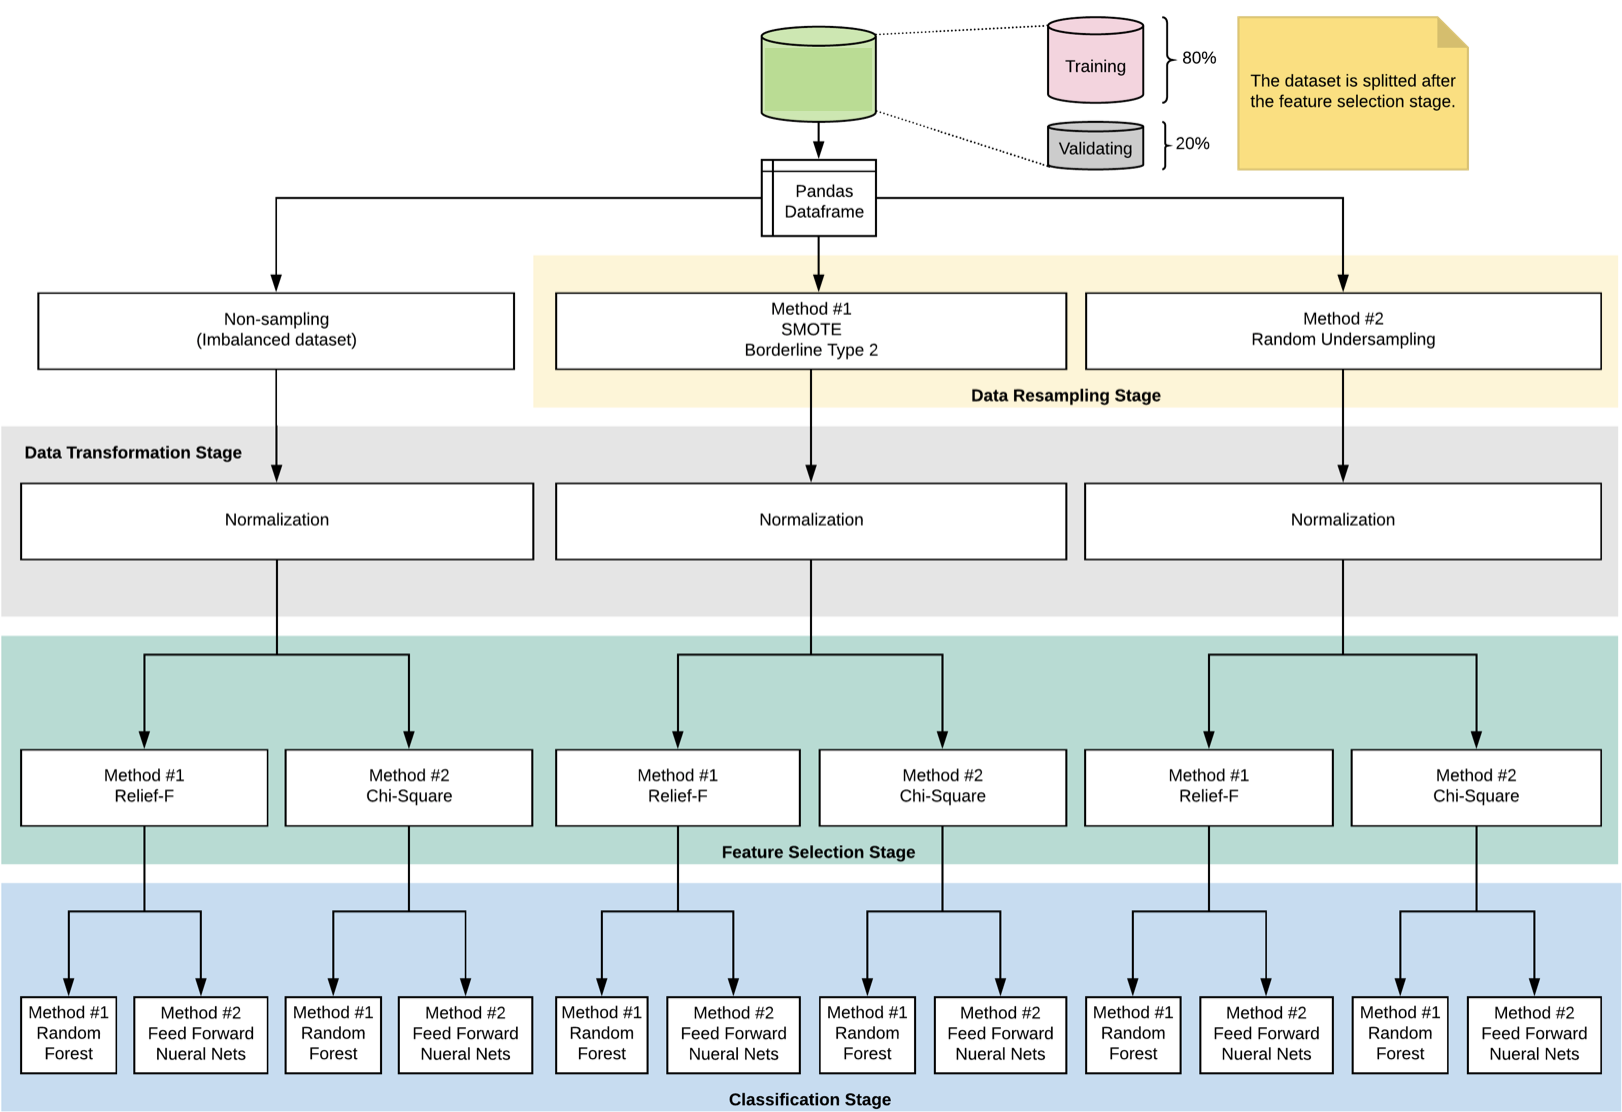 Training
80%
The dataset is splitted after
the feature selection stage.
Validating
20%
Pandas
Dataframe
Non-sampling
(Imbalanced dataset)
Method #1
SMOTE
Borderline Type 2
Method #2
Random Undersampling
Data Resampling Stage
Data Transformation Stage
Normalization
Normalization
Normalization
Method #1
Relief-F
Method #2
Chi-Square
Method #1
Relief-F
Method #2
Chi-Square
Method #1
Relief-F
Method #2
Chi-Square
Feature Selection Stage
Method #1
Random
Forest
Method #2
Feed Forward
Nueral Nets
Method #1
Random
Forest
Method #2
Feed Forward
Nueral Nets
Method #1
Random
Forest
Method #2
Feed Forward
Nueral Nets
Method #1
Random
Forest
Method #2
Feed Forward
Nueral Nets
Method #1
Random
Forest
Method #2
Feed Forward
Nueral Nets
Method #1
Random
Forest
Method #2
Feed Forward
Nueral Nets
Classification Stage